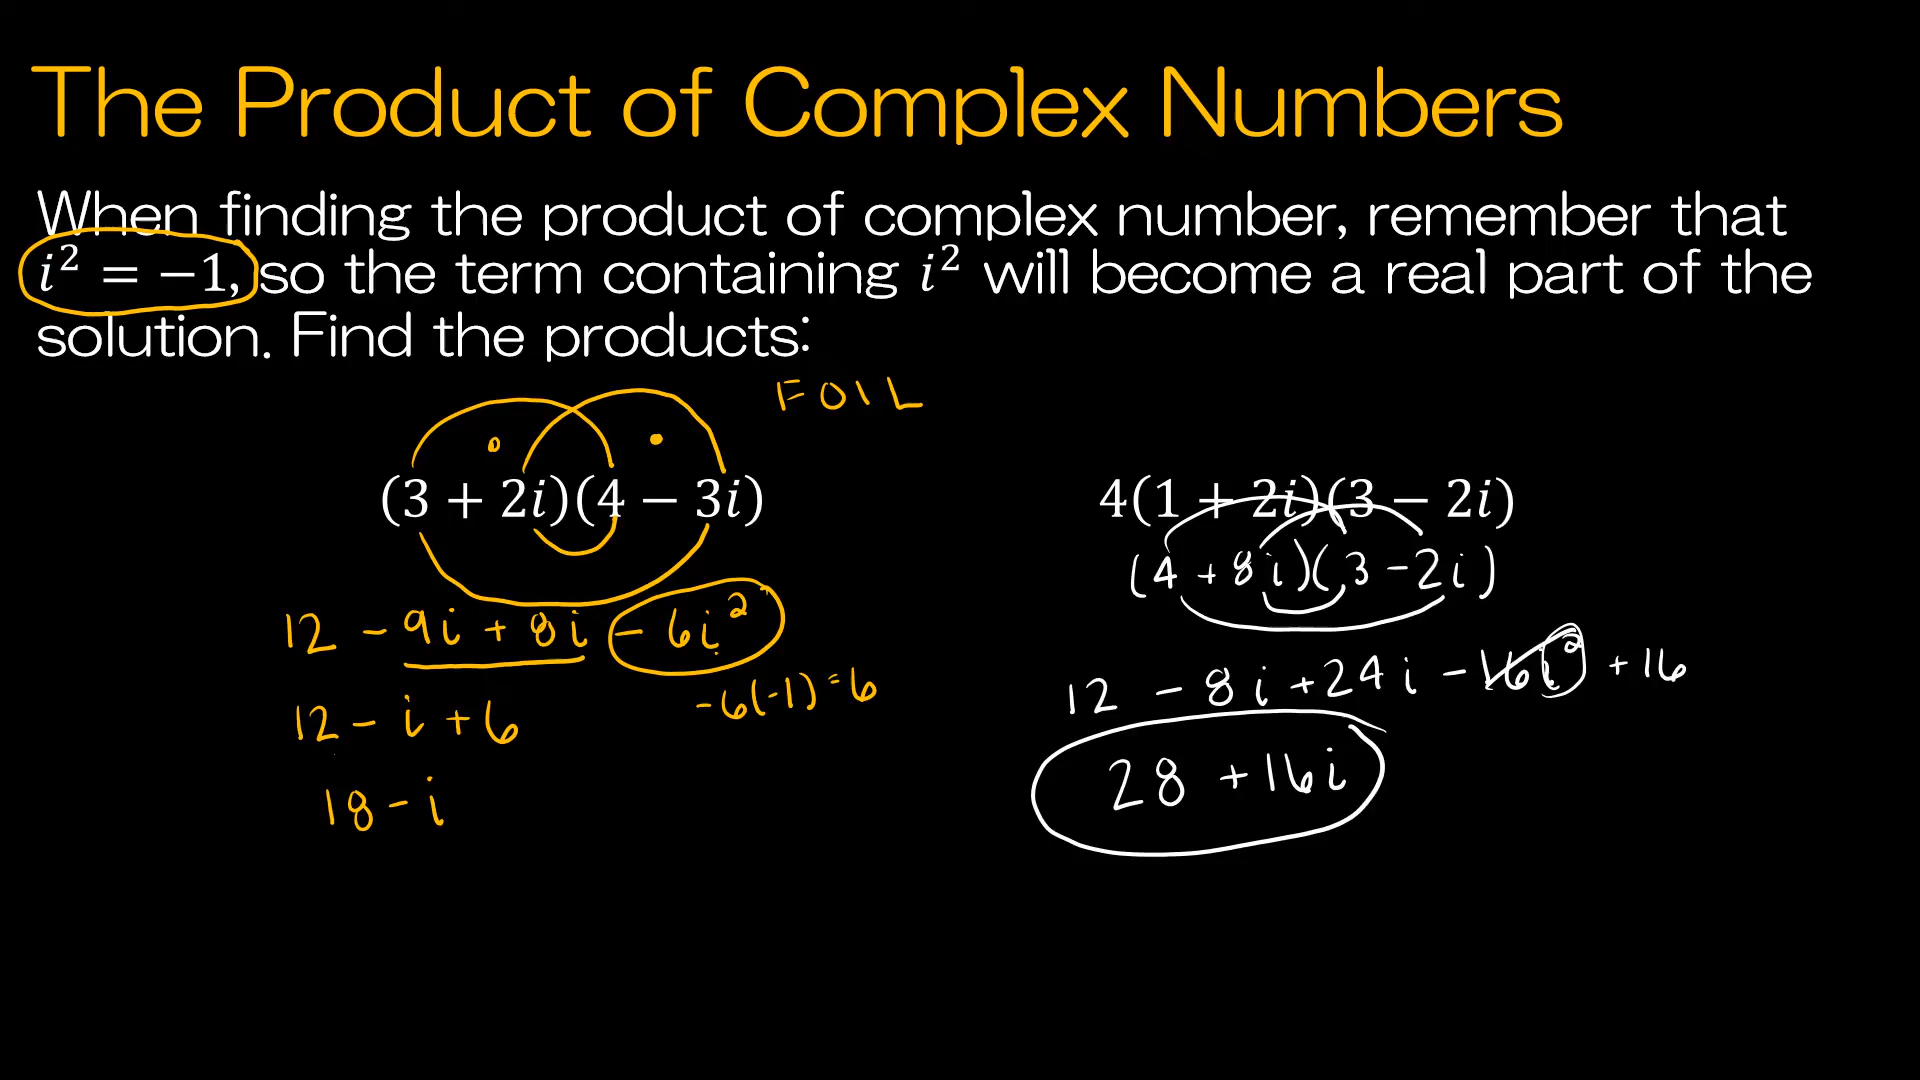 The Product of Complex Numbers
When finding the product of complex number, remember that
i² = −1, so the term containing i² will become a real part of the
solution. Find the products:
FOIL
(3 + 2i)(4 − 3i)
12 - 9i + 8i - 6i²
-6(-1) = 6
12 - i + 6
18 - i
4(1 + 2i)(3 − 2i)
(4 + 8i)(3 - 2i)
12 - 8i + 24i - 16i² + 16
28 + 16i